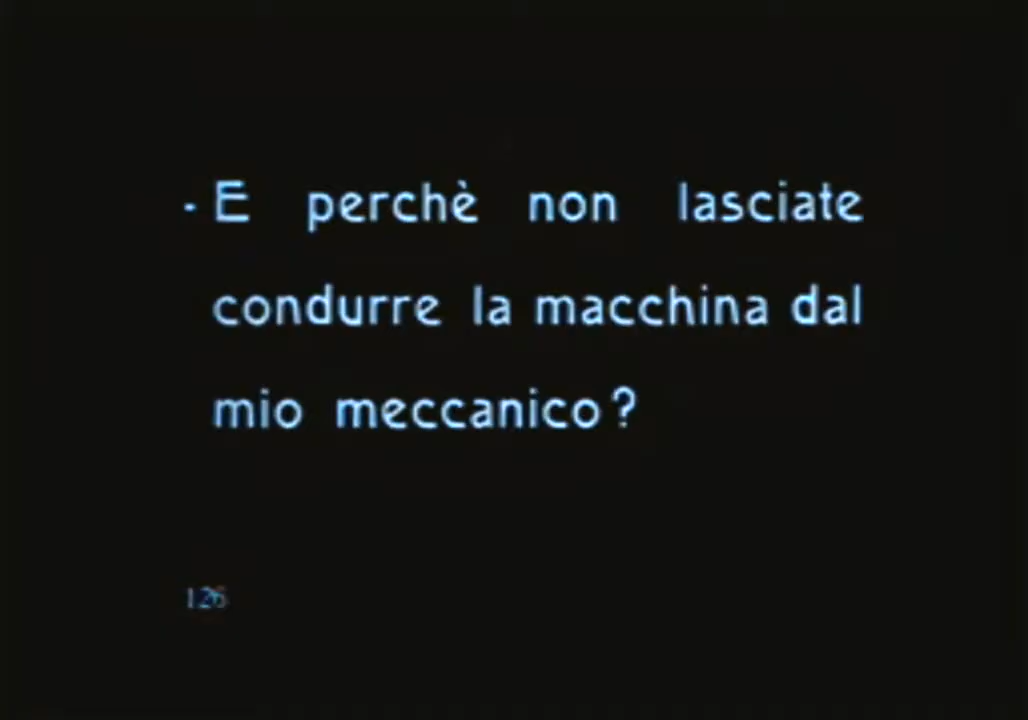 - E perchè non lasciate
condurre la macchina dal
mio meccanico?
126